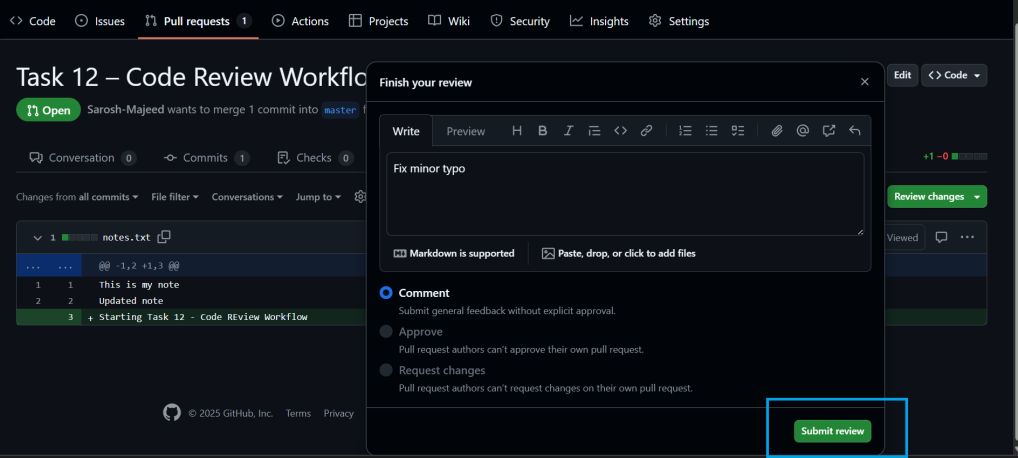 Code Issues Pull requests 1 Actions Projects Wiki Security Insights Settings
Task 12 – Code Review Workflo
Finish your review
Edit Code
Open Sarosh-Majeed wants to merge 1 commit into master f
Write Preview
Conversation 0 Commits 1 Checks 0
+1 −0
Fix minor typo
Changes from all commits File filter Conversations Jump to
Review changes
1 notes.txt
Viewed
Markdown is supported Paste, drop, or click to add files
... ... @@ -1,2 +1,3 @@
1 1 This is my note
2 2 Updated note
3 + Starting Task 12 - Code REview Workflow
Comment
Submit general feedback without explicit approval.
Approve
Pull request authors can't approve their own pull request.
Request changes
Pull request authors can't request changes on their own pull request.
© 2025 GitHub, Inc. Terms Privacy
Submit review